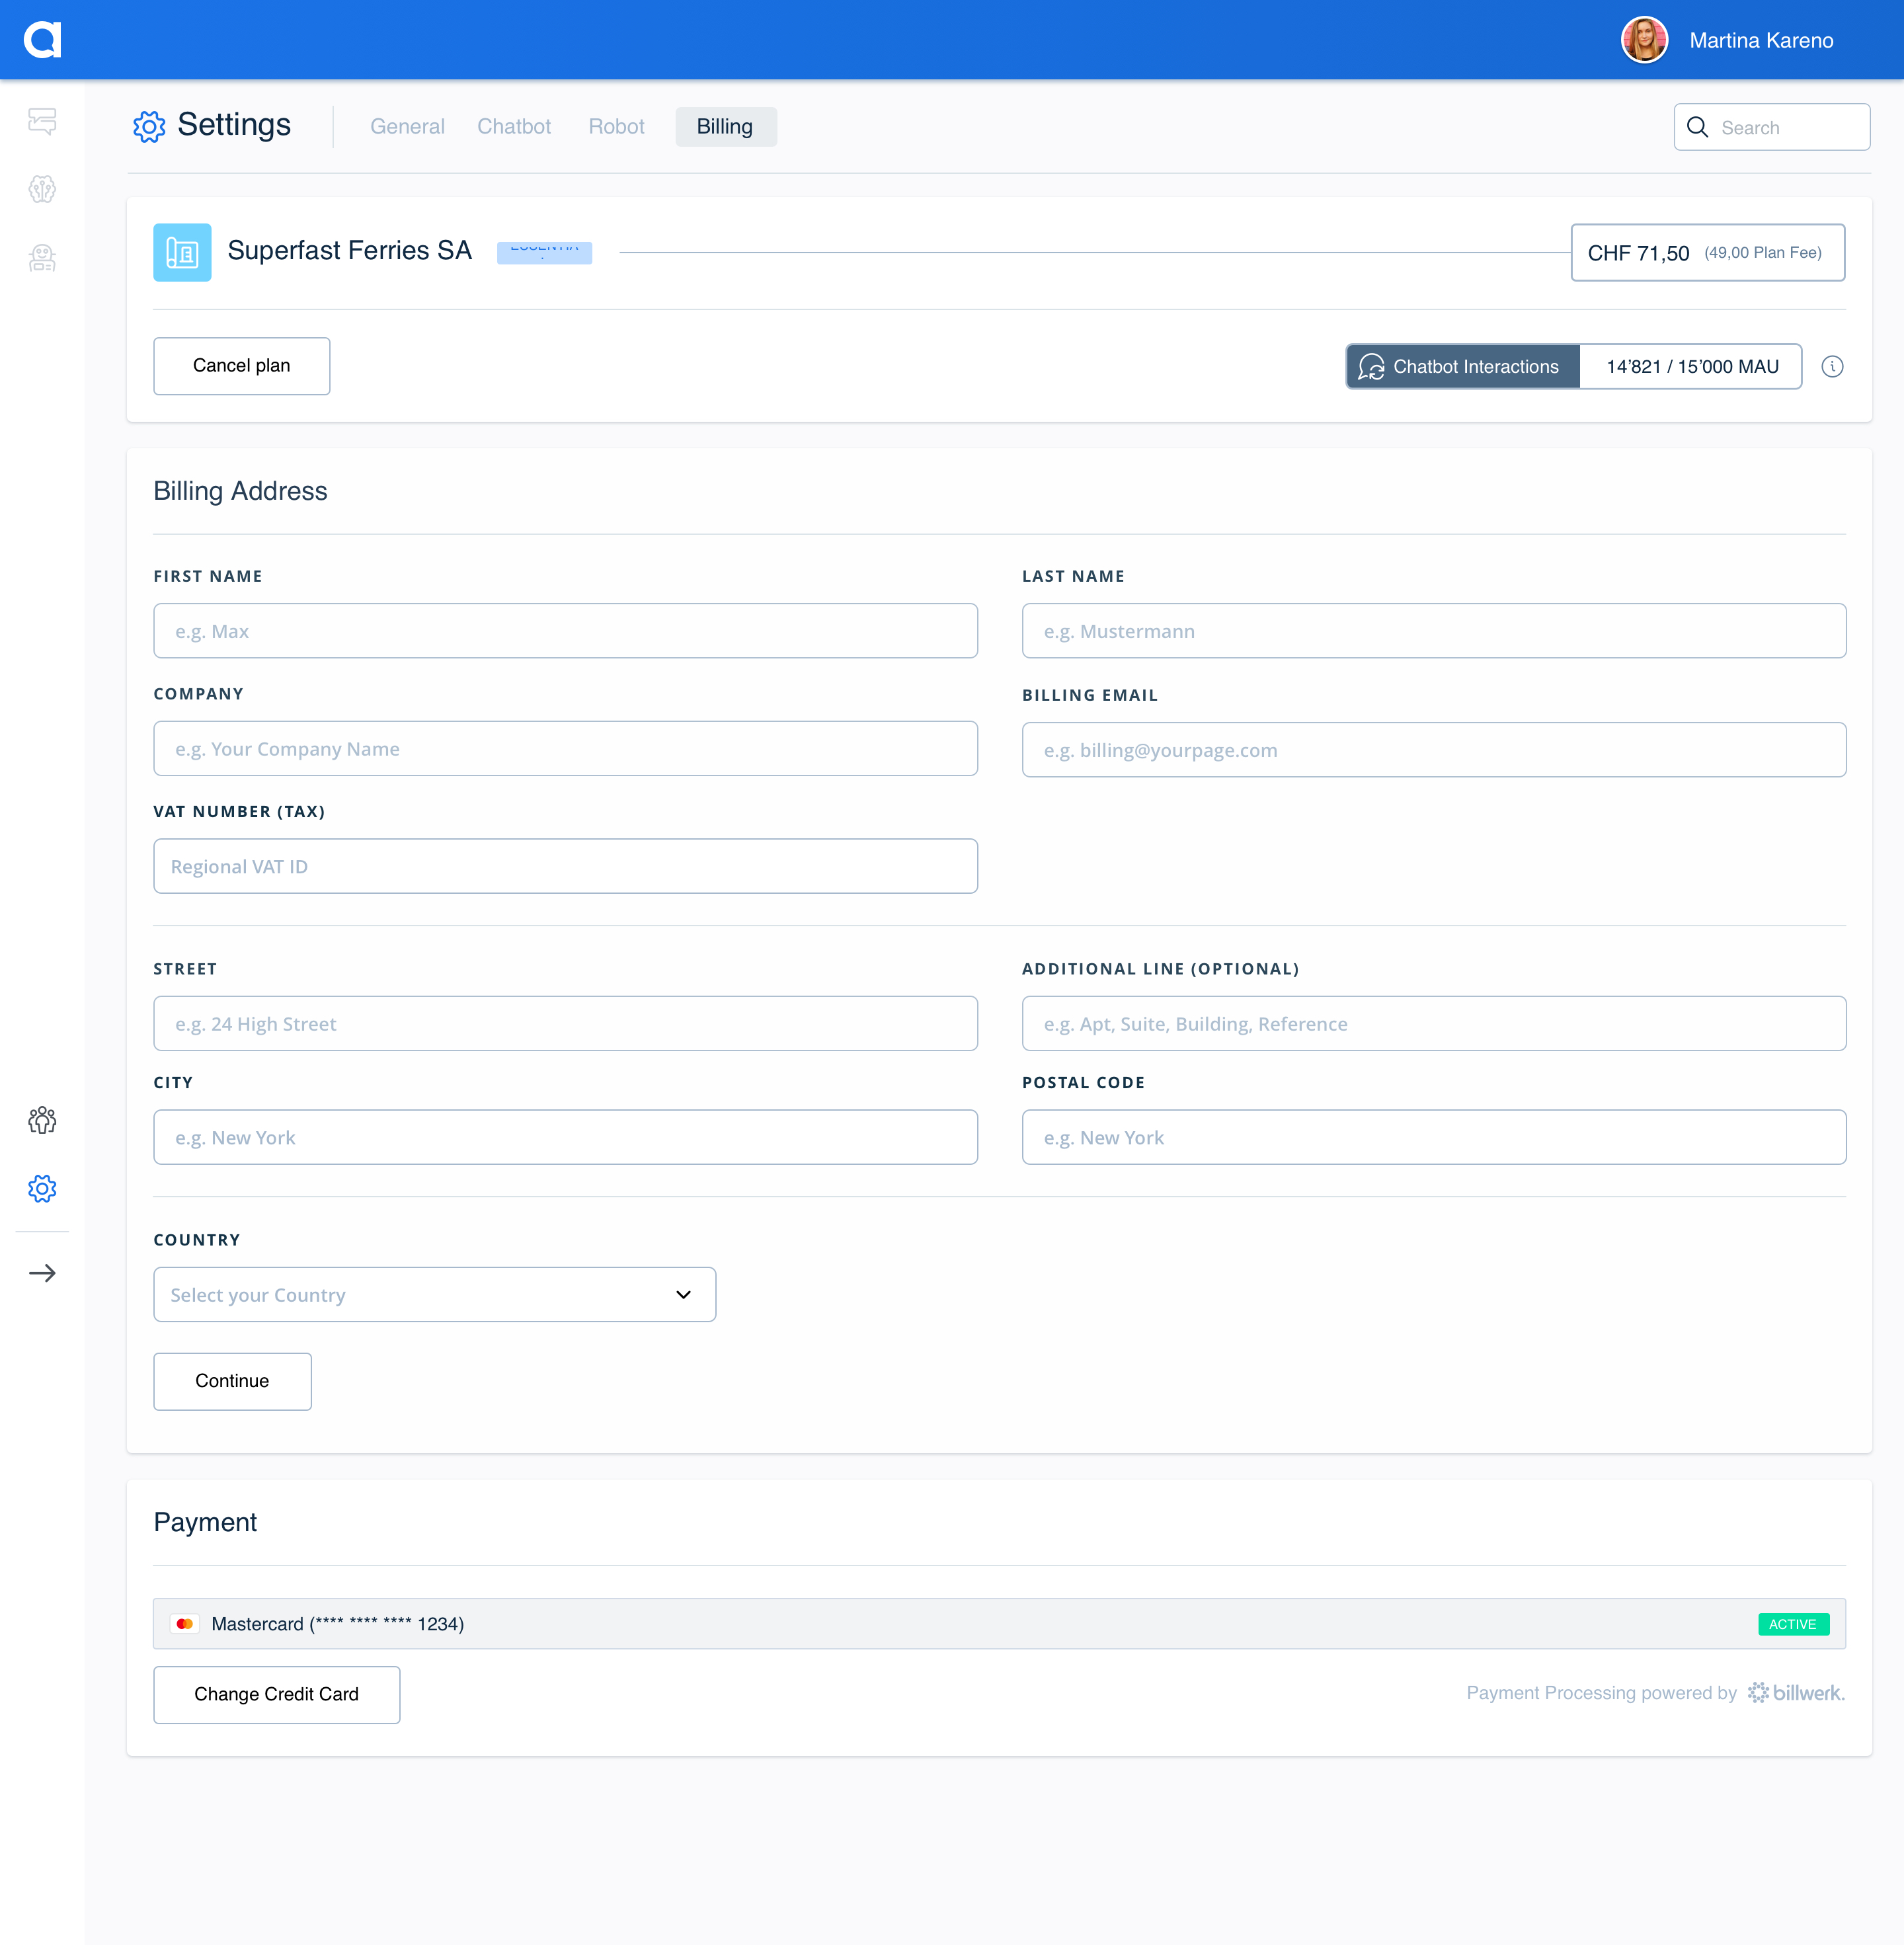 Martina Kareno
Settings
General Chatbot Robot Billing
Search
Superfast Ferries SA
CHF 71,50 (49,00 Plan Fee)
Cancel plan
Chatbot Interactions 14’821 / 15’000 MAU
Billing Address
FIRST NAME
LAST NAME
e.g. Max
e.g. Mustermann
COMPANY
BILLING EMAIL
e.g. Your Company Name
e.g. billing@yourpage.com
VAT NUMBER (TAX)
Regional VAT ID
STREET
ADDITIONAL LINE (OPTIONAL)
e.g. 24 High Street
e.g. Apt, Suite, Building, Reference
CITY
POSTAL CODE
e.g. New York
e.g. New York
COUNTRY
Select your Country
Continue
Payment
Mastercard (**** **** **** 1234)
ACTIVE
Change Credit Card
Payment Processing powered by billwerk.